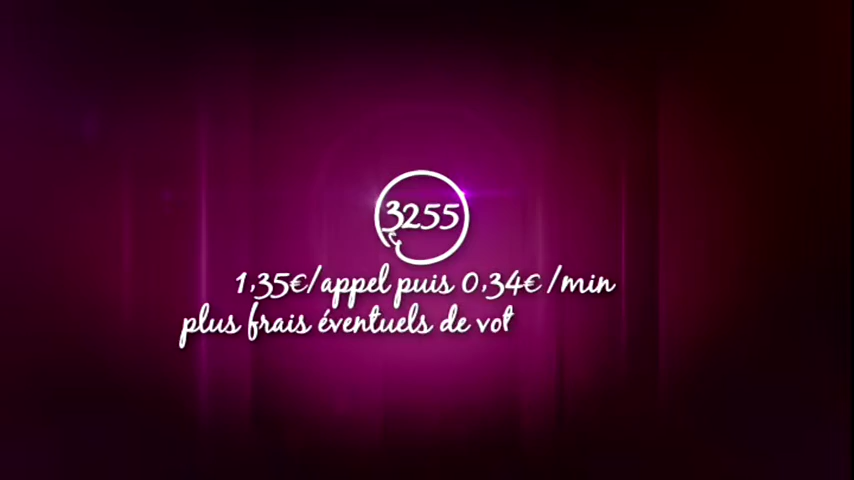 3255
1,35€/appel puis 0,34€/min
plus frais éventuels de vot